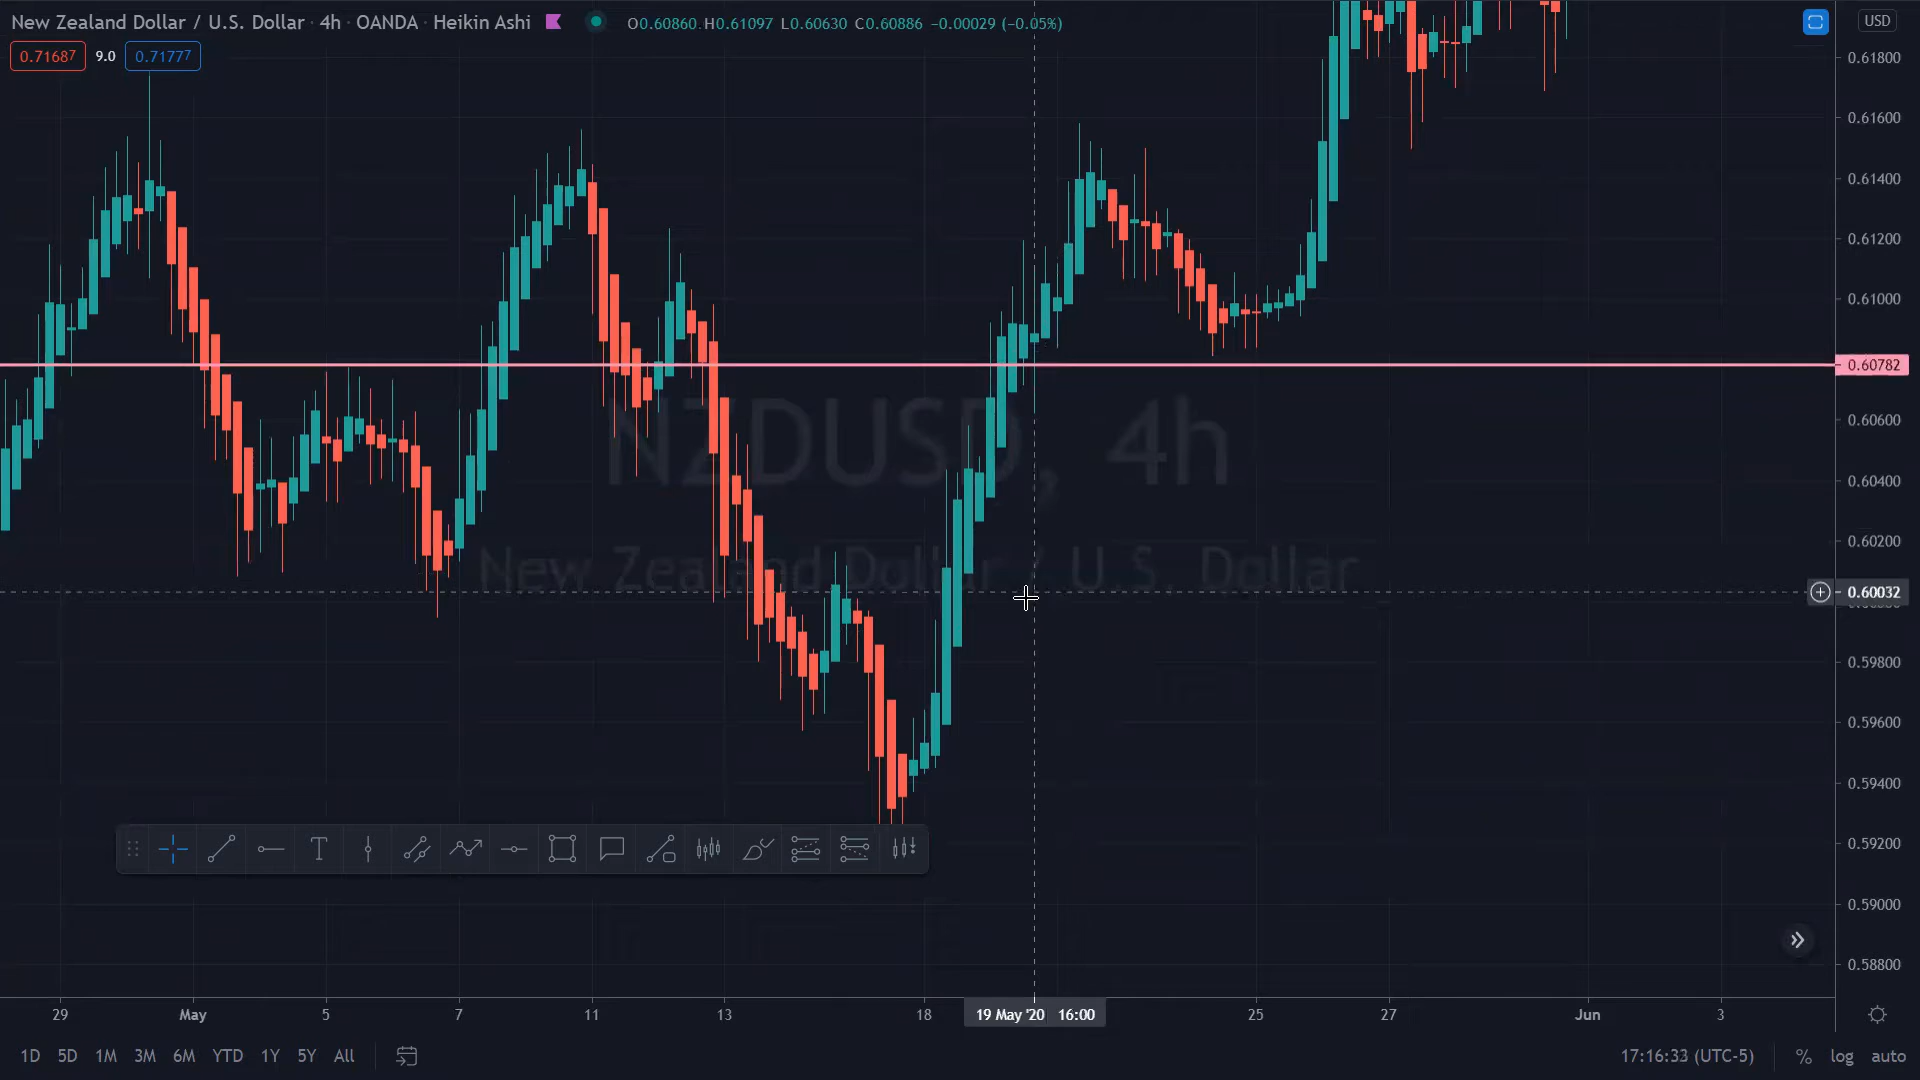 New Zealand Dollar / U.S. Dollar · 4h · OANDA · Heikin Ashi O0.60860 H0.61097 L0.60630 C0.60886 −0.00029 (−0.05%) USD
0.71687 9.0 0.71777
0.61800
0.61600
0.61400
0.61200
0.61000
0.60782
0.60600
NZDUSD, 4h
0.60400
0.60200
New Zealand Dollar / U.S. Dollar
0.60032
0.59800
0.59600
0.59400
0.59200
0.59000
0.58800
29 May 5 7 11 13 18 19 May '20 16:00 25 27 Jun 3
1D 5D 1M 3M 6M YTD 1Y 5Y All 17:16:33 (UTC-5) % log auto